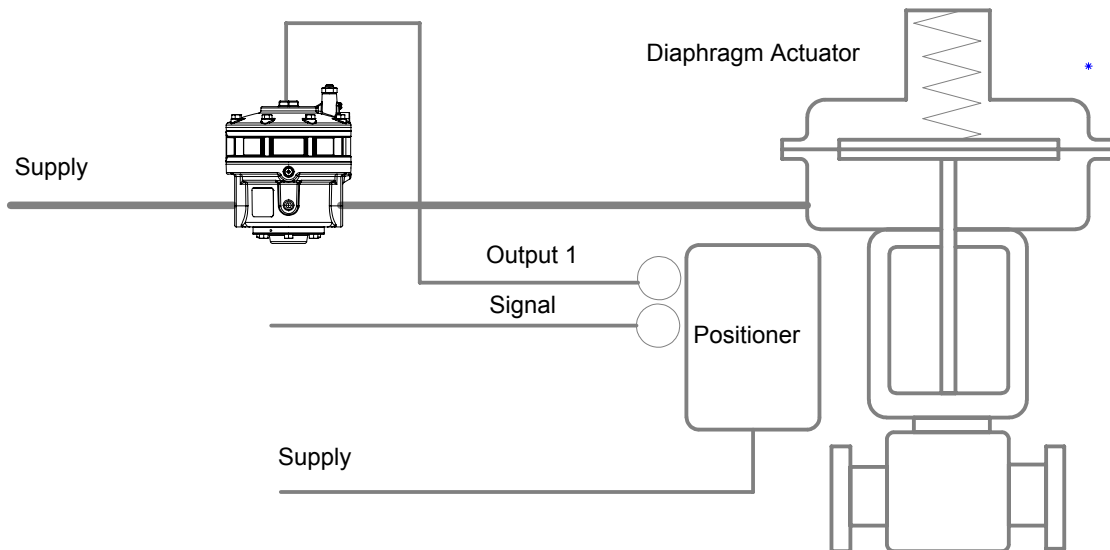 Diaphragm Actuator
Supply
Output 1
Signal
Positioner
Supply